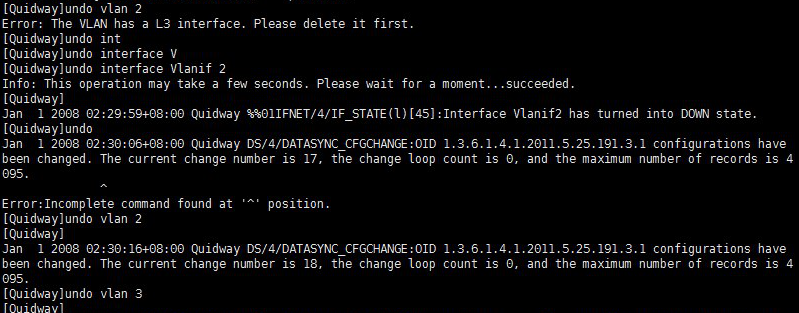 [Quidway]undo vlan 2
Error: The VLAN has a L3 interface. Please delete it first.
[Quidway]undo int
[Quidway]undo interface V
[Quidway]undo interface Vlanif 2
Info: This operation may take a few seconds. Please wait for a moment...succeeded.
[Quidway]
Jan  1 2008 02:29:59+08:00 Quidway %%01IFNET/4/IF_STATE(l)[45]:Interface Vlanif2 has turned into DOWN state.
[Quidway]undo
Jan  1 2008 02:30:06+08:00 Quidway DS/4/DATASYNC_CFGCHANGE:OID 1.3.6.1.4.1.2011.5.25.191.3.1 configurations have
been changed. The current change number is 17, the change loop count is 0, and the maximum number of records is 4
095.
^
Error:Incomplete command found at '^' position.
[Quidway]undo vlan 2
[Quidway]
Jan  1 2008 02:30:16+08:00 Quidway DS/4/DATASYNC_CFGCHANGE:OID 1.3.6.1.4.1.2011.5.25.191.3.1 configurations have
been changed. The current change number is 18, the change loop count is 0, and the maximum number of records is 4
095.
[Quidway]undo vlan 3
[Quidway]